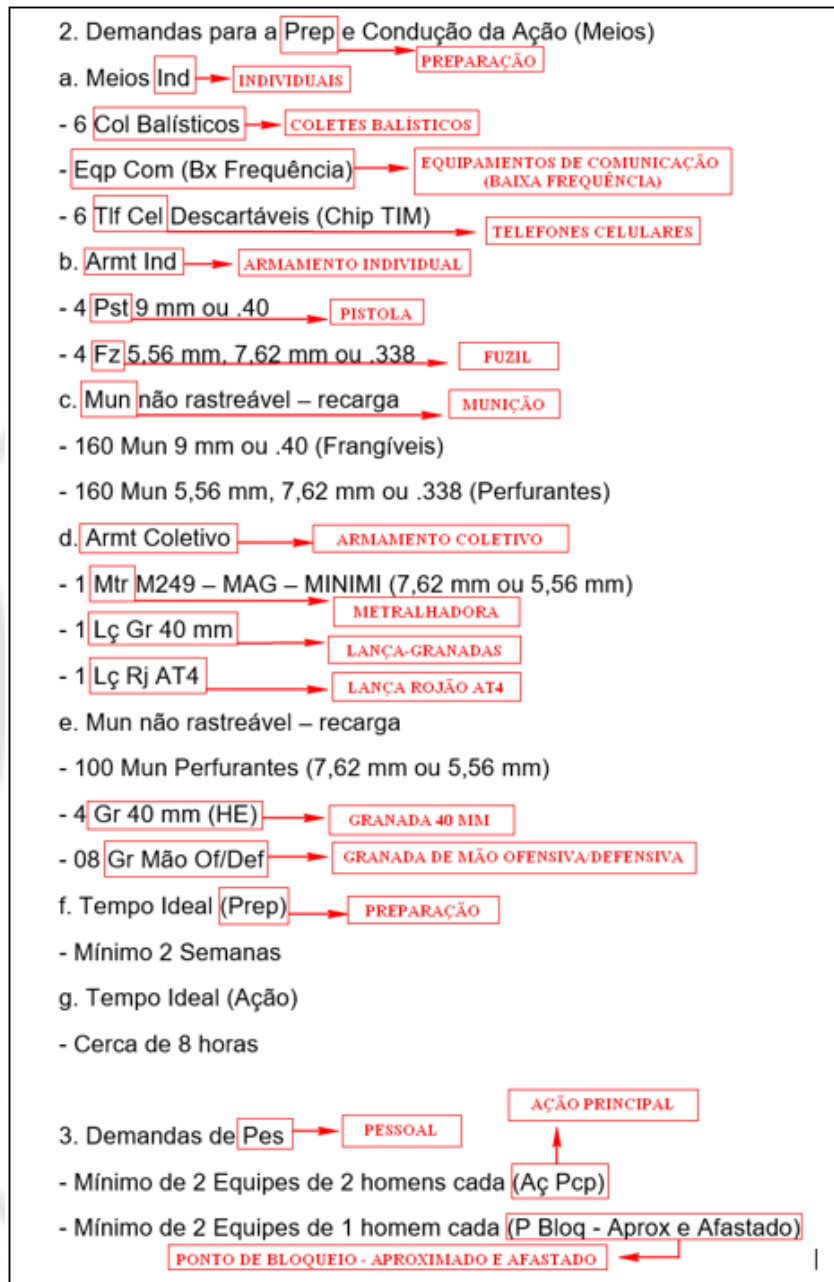 2. Demandas para a Prep e Condução da Ação (Meios)
PREPARAÇÃO
a. Meios Ind INDIVIDUAIS
- 6 Col Balísticos COLETES BALÍSTICOS
- Eqp Com (Bx Frequência) EQUIPAMENTOS DE COMUNICAÇÃO
(BAIXA FREQUÊNCIA)
- 6 Tlf Cel Descartáveis (Chip TIM)
TELEFONES CELULARES
b. Armt Ind ARMAMENTO INDIVIDUAL
- 4 Pst 9 mm ou .40 PISTOLA
- 4 Fz 5,56 mm, 7,62 mm ou .338 FUZIL
c. Mun não rastreável – recarga MUNIÇÃO
- 160 Mun 9 mm ou .40 (Frangíveis)
- 160 Mun 5,56 mm, 7,62 mm ou .338 (Perfurantes)
d. Armt Coletivo ARMAMENTO COLETIVO
- 1 Mtr M249 – MAG – MINIMI (7,62 mm ou 5,56 mm)
METRALHADORA
- 1 Lç Gr 40 mm
LANÇA-GRANADAS
- 1 Lç Rj AT4 LANÇA ROJÃO AT4
e. Mun não rastreável – recarga
- 100 Mun Perfurantes (7,62 mm ou 5,56 mm)
- 4 Gr 40 mm (HE) GRANADA 40 MM
- 08 Gr Mão Of/Def GRANADA DE MÃO OFENSIVA/DEFENSIVA
f. Tempo Ideal (Prep) PREPARAÇÃO
- Mínimo 2 Semanas
g. Tempo Ideal (Ação)
- Cerca de 8 horas
AÇÃO PRINCIPAL
3. Demandas de Pes PESSOAL
- Mínimo de 2 Equipes de 2 homens cada (Aç Pcp)
- Mínimo de 2 Equipes de 1 homem cada (P Bloq - Aprox e Afastado)
PONTO DE BLOQUEIO - APROXIMADO E AFASTADO